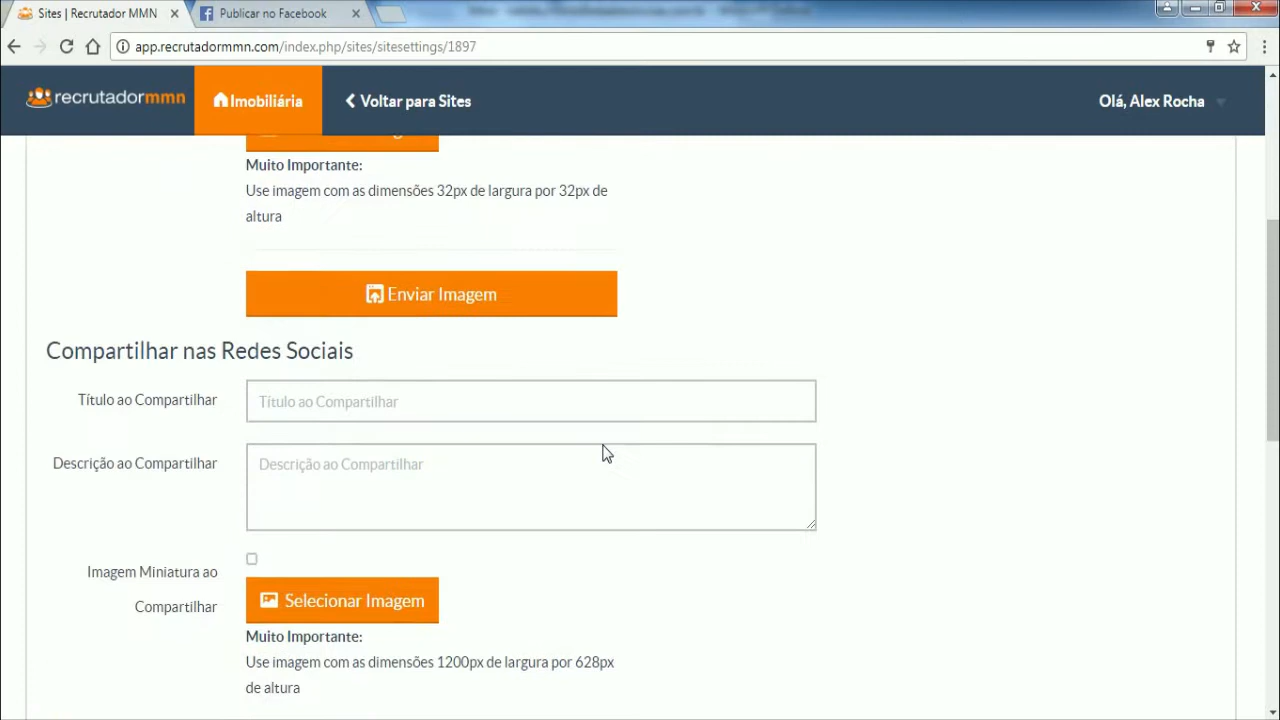 Sites | Recrutador MMN
Publicar no Facebook
app.recrutadormmn.com/index.php/sites/sitesettings/1897
recrutadormmn
Imobiliária
Voltar para Sites
Olá, Alex Rocha
Muito Importante:
Use imagem com as dimensões 32px de largura por 32px de
altura
Enviar Imagem
Compartilhar nas Redes Sociais
Título ao Compartilhar
Título ao Compartilhar
Descrição ao Compartilhar
Descrição ao Compartilhar
Imagem Miniatura ao
Compartilhar
Selecionar Imagem
Muito Importante:
Use imagem com as dimensões 1200px de largura por 628px
de altura